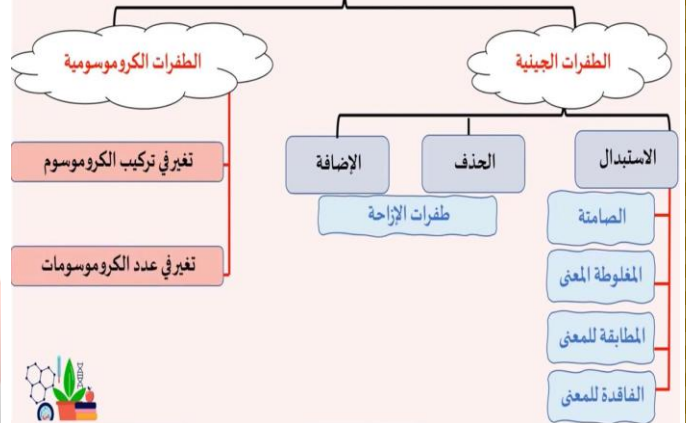 الطفرات الجينية
الطفرات الكروموسومية
الاستبدال
الحذف
الإضافة
طفرات الإزاحة
الصامتة
المغلوطة المعنى
المطابقة للمعنى
الفاقدة للمعنى
تغير في تركيب الكروموسوم
تغير في عدد الكروموسومات